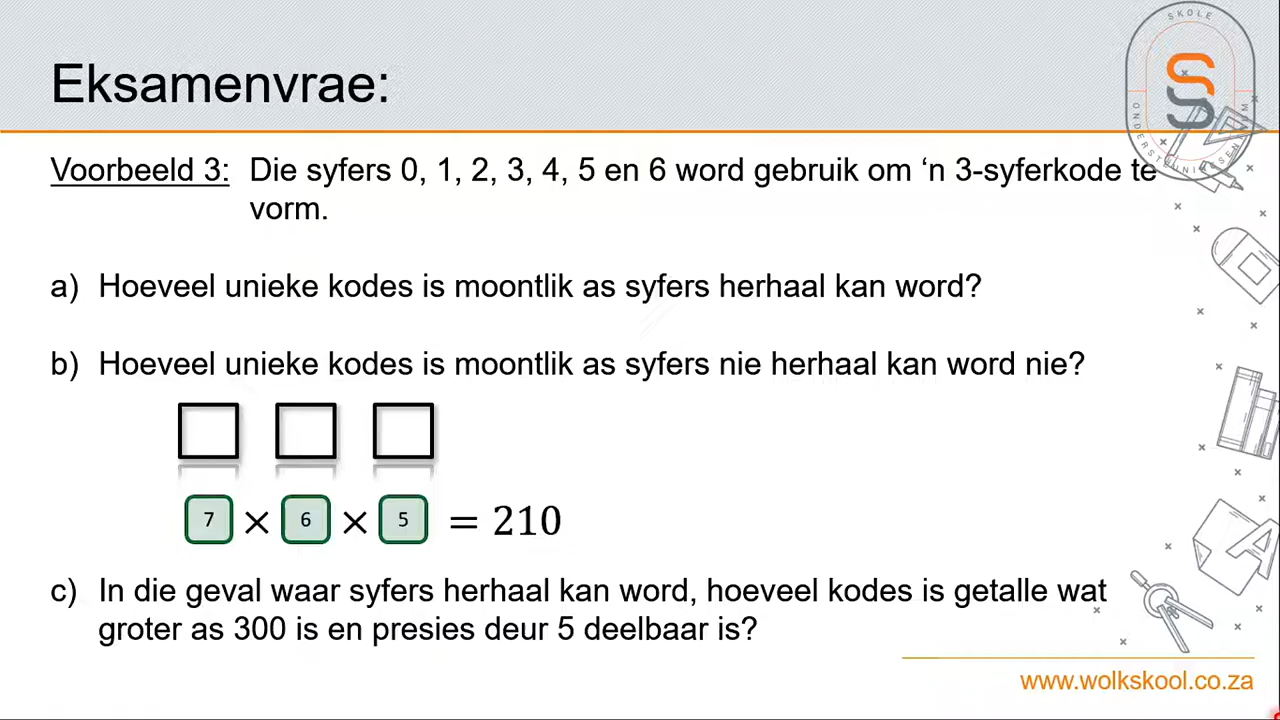 SKOLE
Eksamenvrae:
Voorbeeld 3: Die syfers 0, 1, 2, 3, 4, 5 en 6 word gebruik om ‘n 3-syferkode te
vorm.
a) Hoeveel unieke kodes is moontlik as syfers herhaal kan word?
b) Hoeveel unieke kodes is moontlik as syfers nie herhaal kan word nie?
7 × 6 × 5 = 210
c) In die geval waar syfers herhaal kan word, hoeveel kodes is getalle wat
groter as 300 is en presies deur 5 deelbaar is?
www.wolkskool.co.za